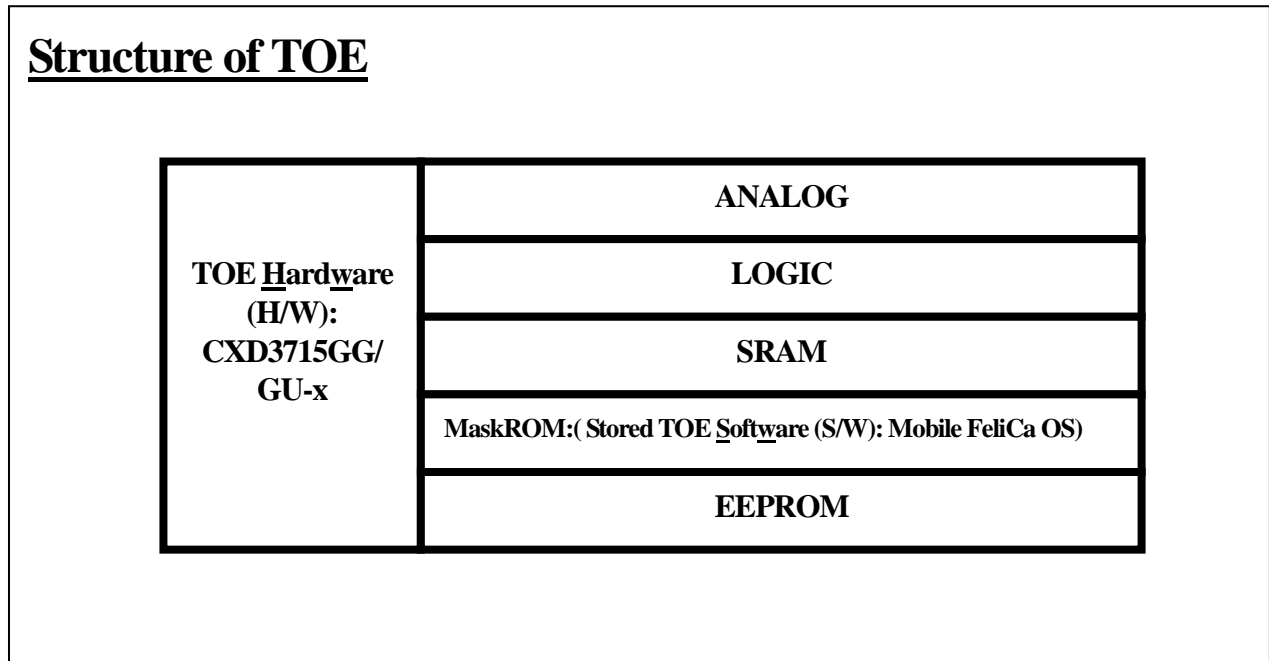 Structure of TOE
TOE Hardware
(H/W):
CXD3715GG/
GU-x
ANALOG
LOGIC
SRAM
MaskROM:( Stored TOE Software (S/W): Mobile FeliCa OS)
EEPROM